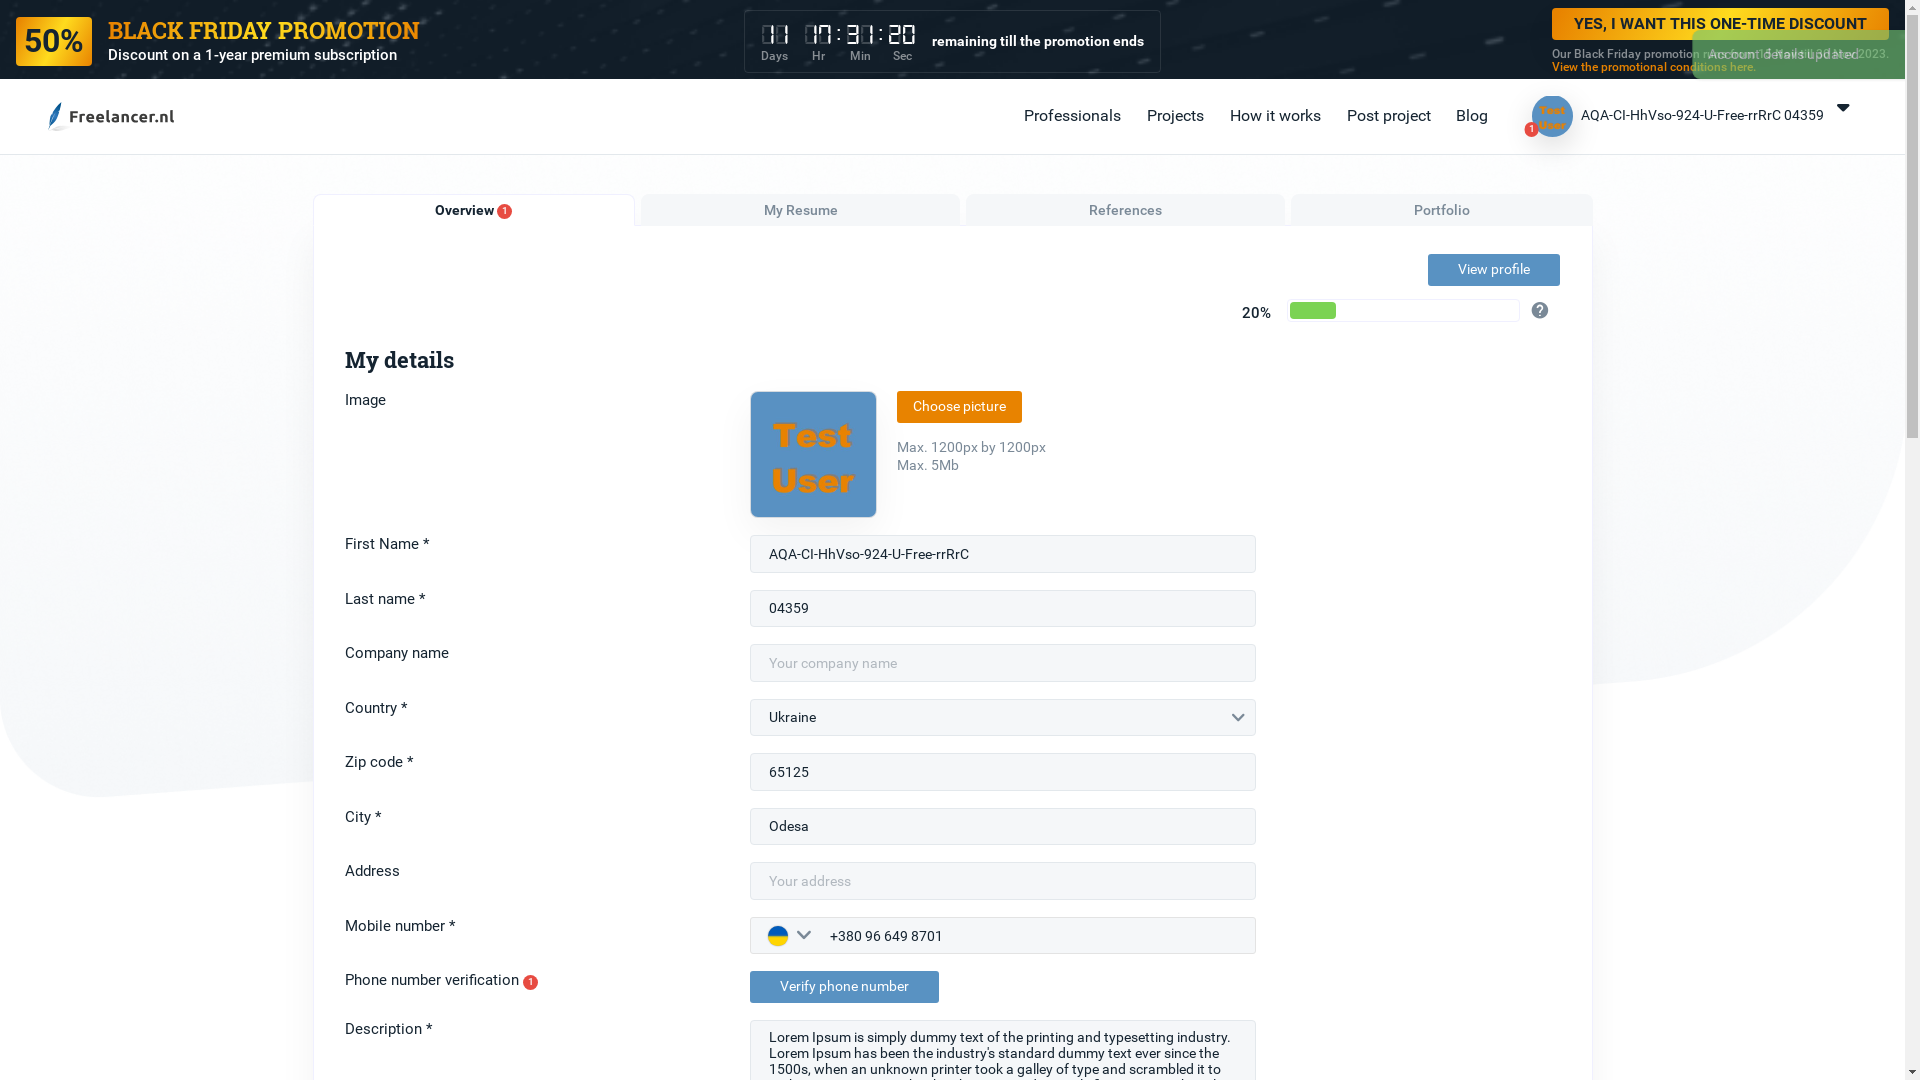 50%
BLACK FRIDAY PROMOTION
Discount on a 1-year premium subscription
11 17:31:20
Days Hr Min Sec
remaining till the promotion ends
YES, I WANT THIS ONE-TIME DISCOUNT
Our Black Friday promotion 2023.
View the promotional conditions here.
Account details updated
Freelancer.nl
Professionals
Projects
How it works
Post project
Blog
Test
User
1
AQA-CI-HhVso-924-U-Free-rrRrC 04359
Overview 1
My Resume
References
Portfolio
View profile
20%
?
My details
Image
Test
User
Choose picture
Max. 1200px by 1200px
Max. 5Mb
First Name *
AQA-CI-HhVso-924-U-Free-rrRrC
Last name *
04359
Company name
Your company name
Country *
Ukraine
Zip code *
65125
City *
Odesa
Address
Your address
Mobile number *
+380 96 649 8701
Phone number verification 1
Verify phone number
Description *
Lorem Ipsum is simply dummy text of the printing and typesetting industry.
Lorem Ipsum has been the industry's standard dummy text ever since the
1500s, when an unknown printer took a galley of type and scrambled it to